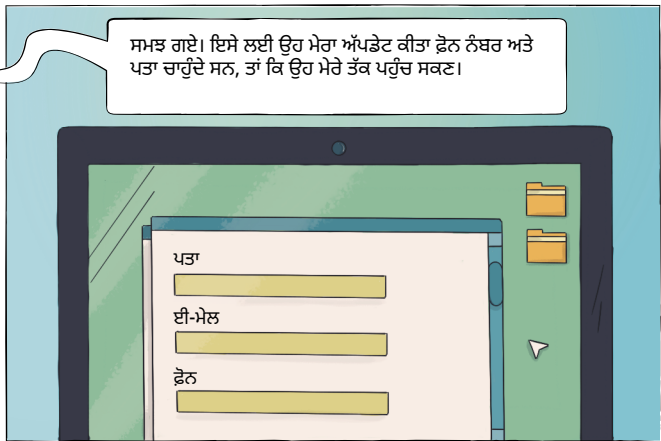 ਸਮਝ ਗਏ। ਇਸੇ ਲਈ ਉਹ ਮੇਰਾ ਅੱਪਡੇਟ ਕੀਤਾ ਫ਼ੋਨ ਨੰਬਰ ਅਤੇ
ਪਤਾ ਚਾਹੁੰਦੇ ਸਨ, ਤਾਂ ਕਿ ਉਹ ਮੇਰੇ ਤੱਕ ਪਹੁੰਚ ਸਕਣ।
ਪਤਾ
ਈ-ਮੇਲ
ਫ਼ੋਨ